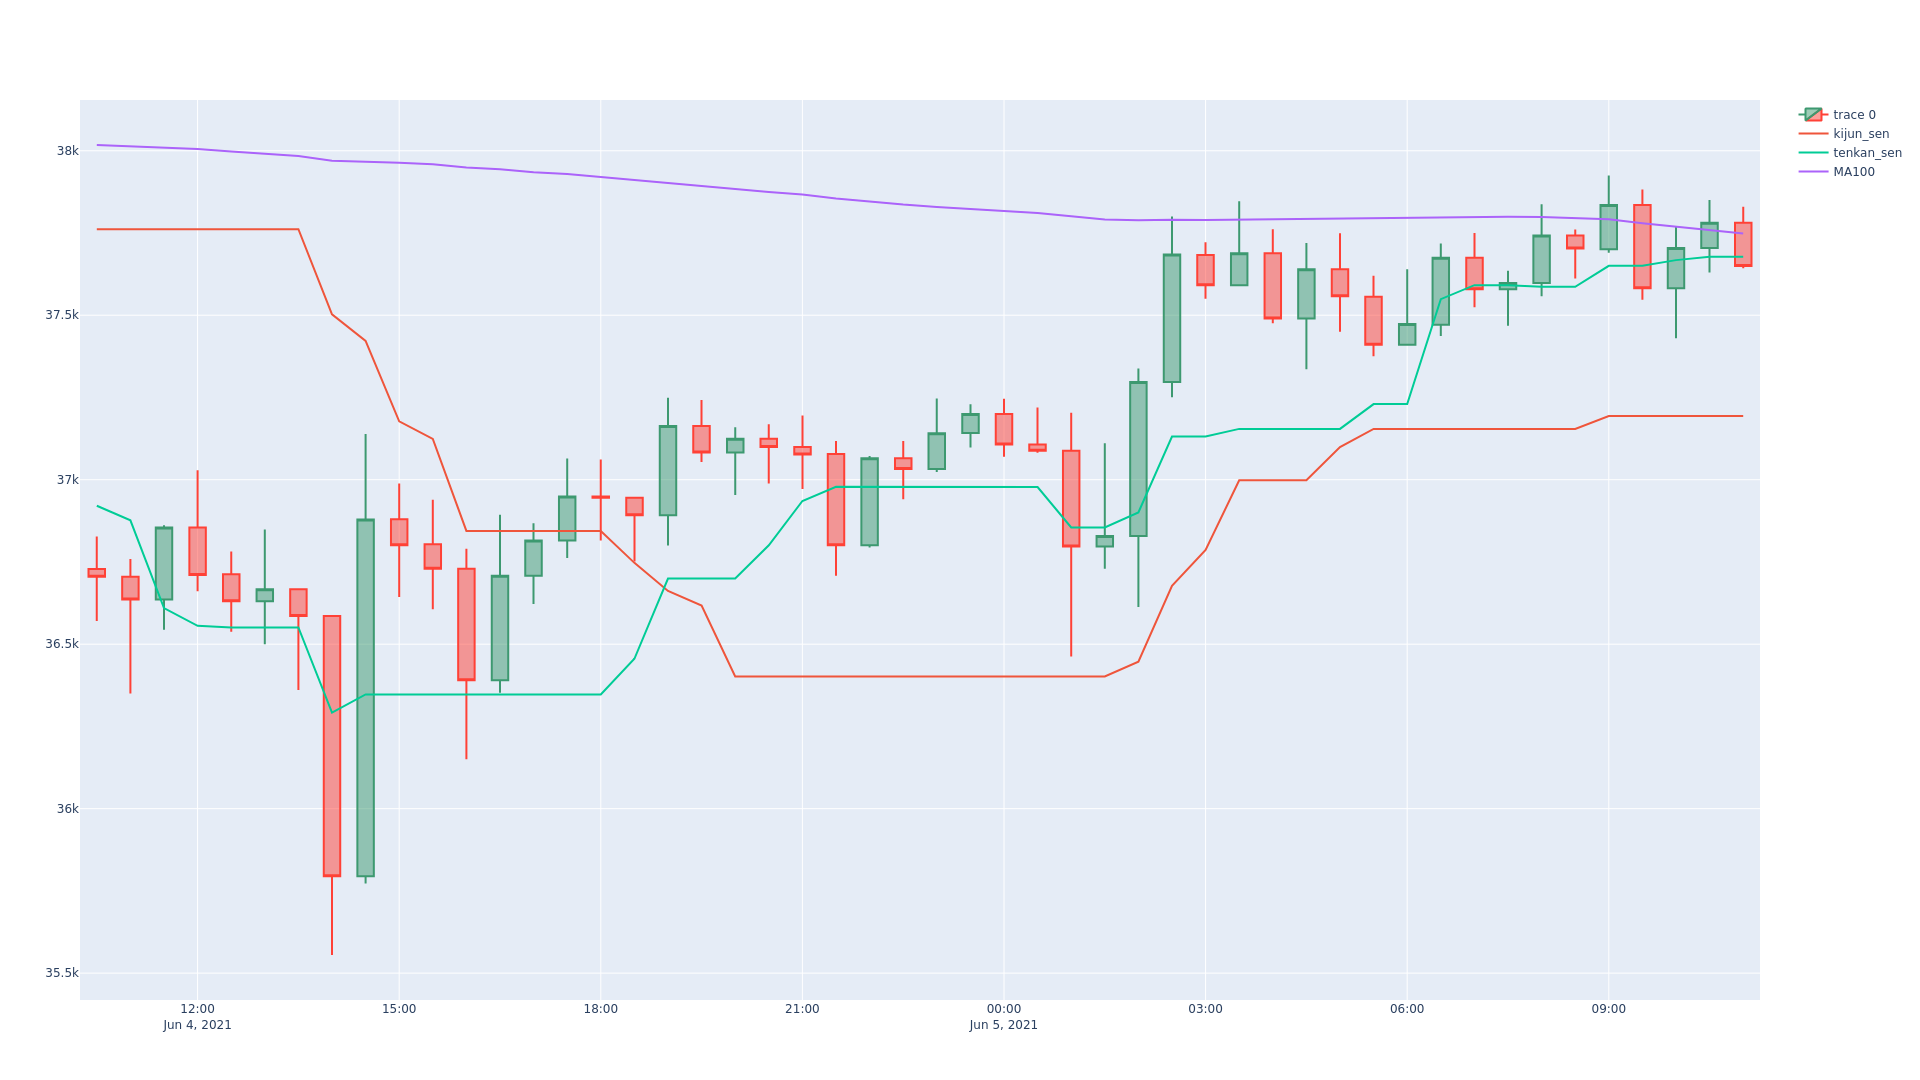 38k
37.5k
37k
36.5k
36k
35.5k
12:00
Jun 4, 2021
15:00
18:00
21:00
00:00
Jun 5, 2021
03:00
06:00
09:00
trace 0
kijun_sen
tenkan_sen
MA100